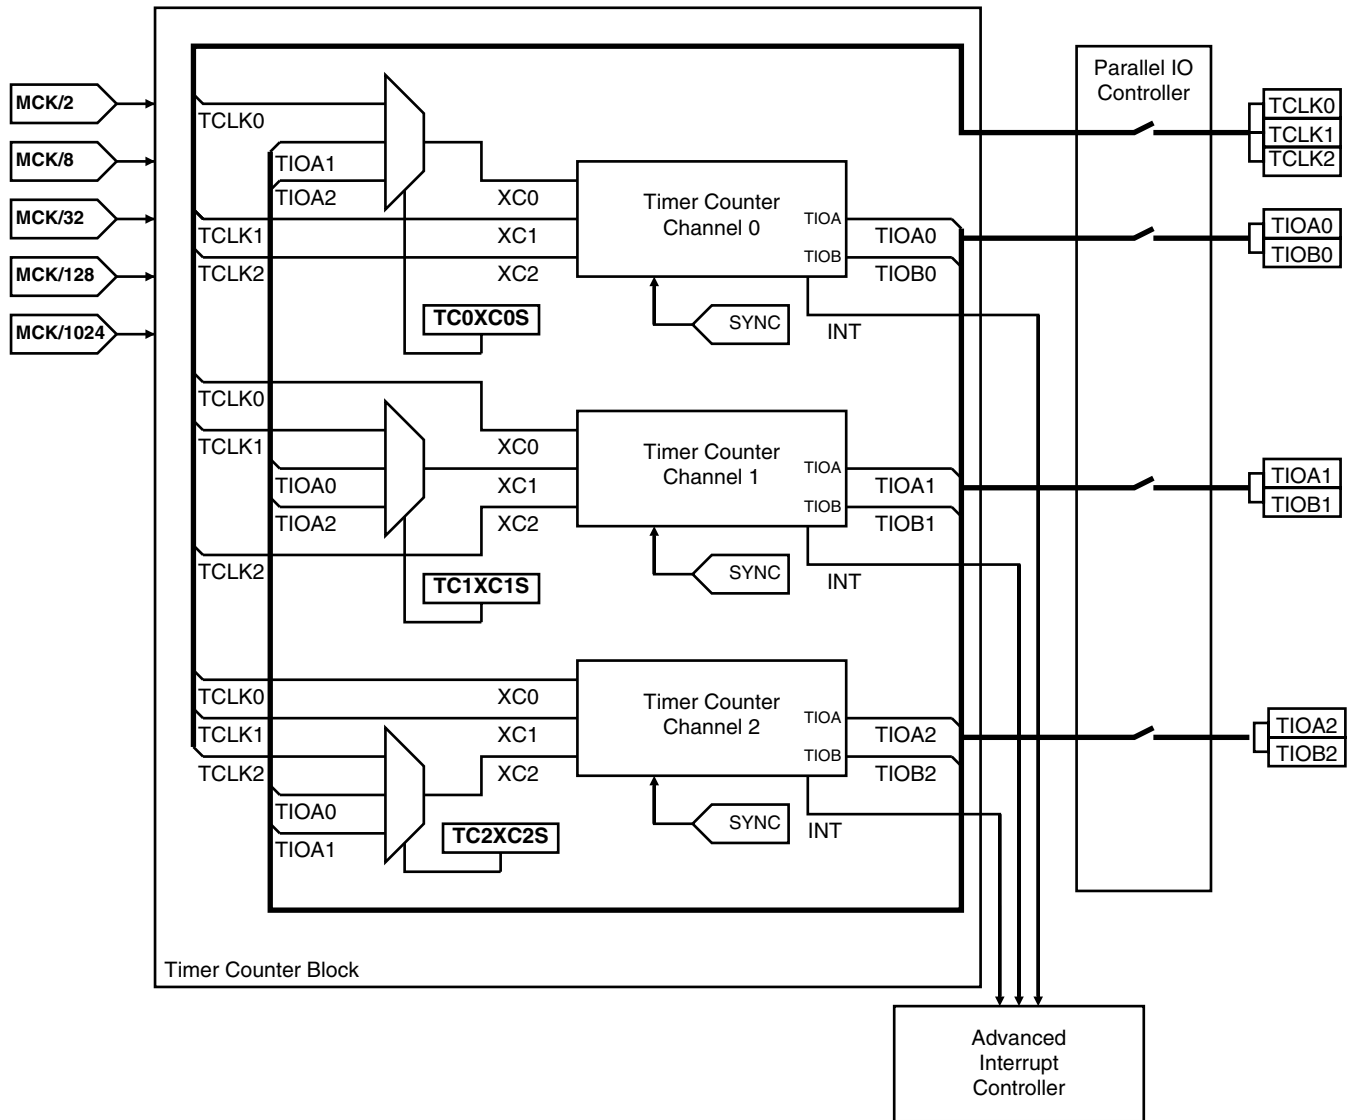 MCK/2
MCK/8
MCK/32
MCK/128
MCK/1024
TCLK0
TIOA1
TIOA2
TCLK1
TCLK2
XC0
XC1
XC2
TC0XC0S
Timer Counter
Channel 0
TIOA
TIOB
TIOA0
TIOB0
SYNC
INT
TCLK0
TCLK1
TIOA0
TIOA2
TCLK2
XC0
XC1
XC2
TC1XC1S
Timer Counter
Channel 1
TIOA
TIOB
TIOA1
TIOB1
SYNC
INT
TCLK0
TCLK1
TCLK2
TIOA0
TIOA1
XC0
XC1
XC2
TC2XC2S
Timer Counter
Channel 2
TIOA
TIOB
TIOA2
TIOB2
SYNC
INT
Timer Counter Block
Parallel IO
Controller
TCLK0
TCLK1
TCLK2
TIOA0
TIOB0
TIOA1
TIOB1
TIOA2
TIOB2
Advanced
Interrupt
Controller